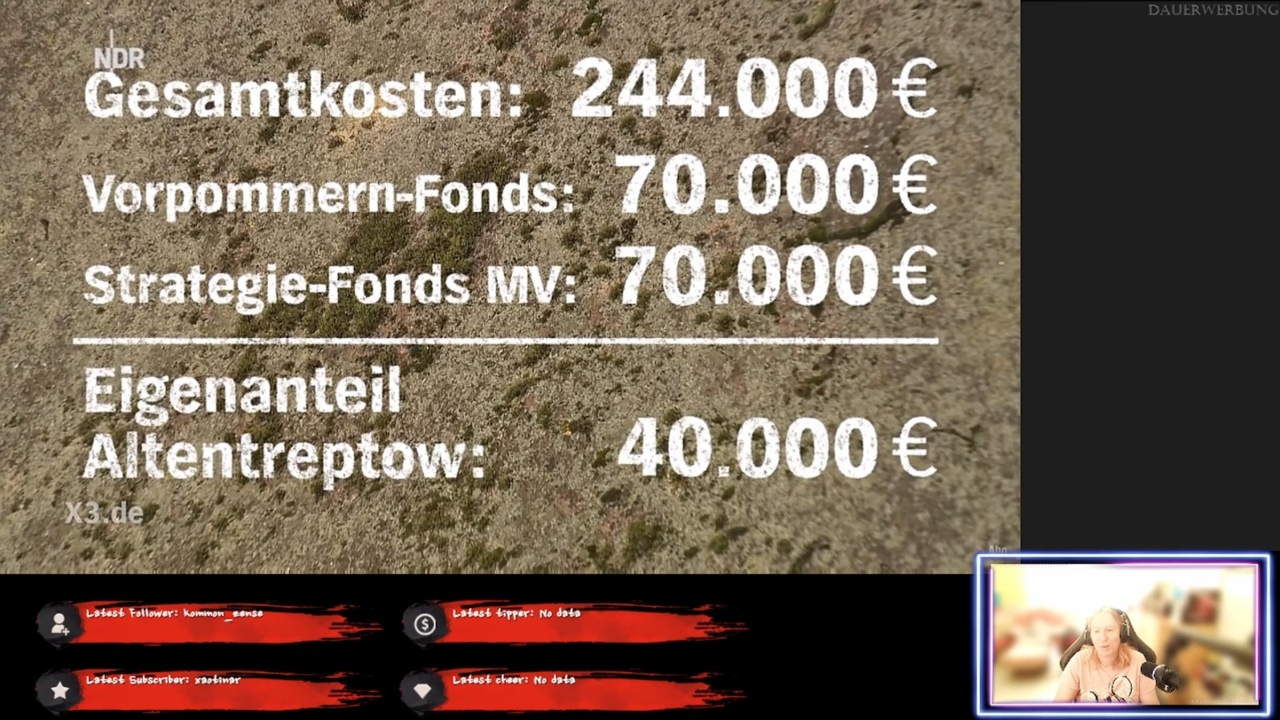 DAUERWERBUNG
NDR
Gesamtkosten: 244.000 €
Vorpommern-Fonds: 70.000 €
Strategie-Fonds MV: 70.000 €
Eigenanteil
Altentreptow: 40.000 €
X3.de
Latest Follower: Kommon_zense
Latest tipper: No data
Latest Subscriber: xaotinar
Latest cheer: No data